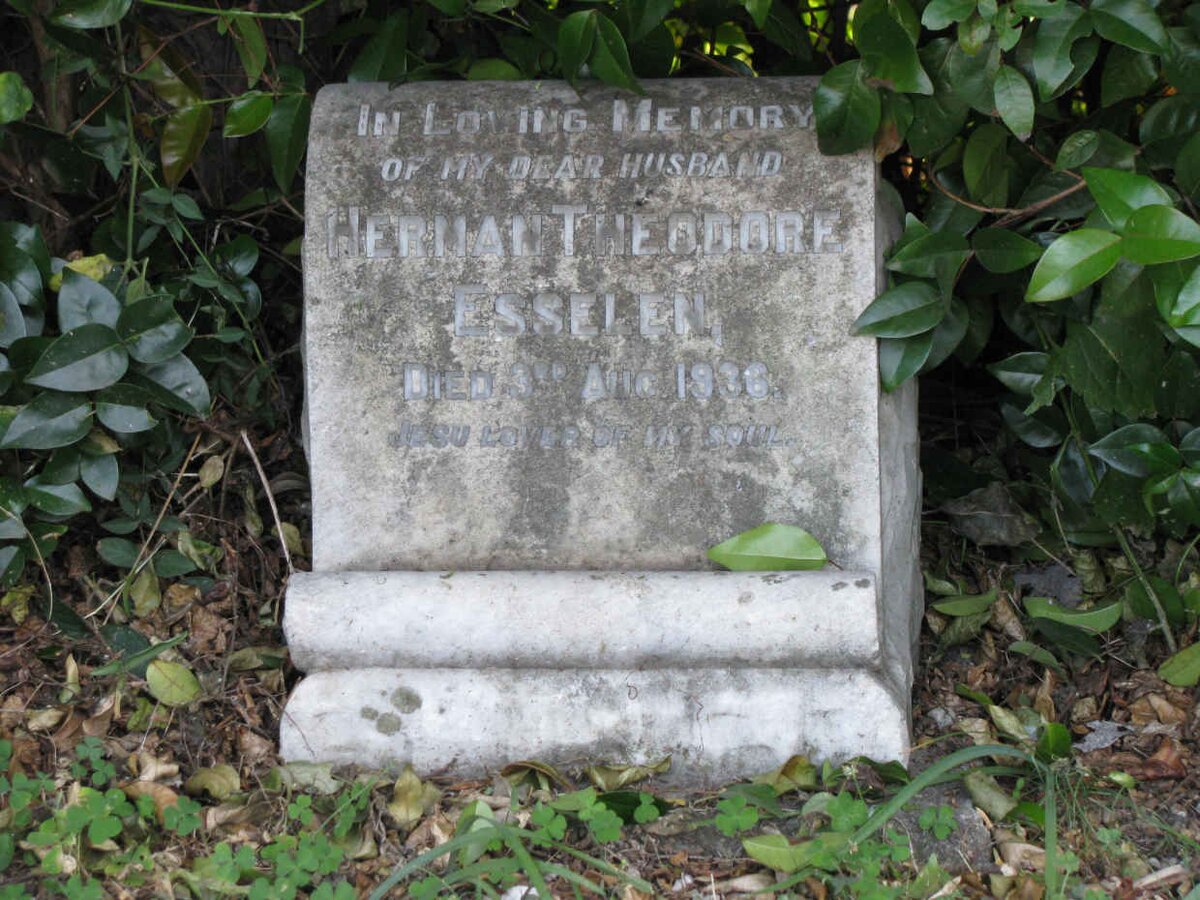 In Loving Memory
OF MY DEAR HUSBAND
Herman Theodore
Esselen,
Died 3rd Aug. 1936.
JESU LOVER OF MY SOUL.